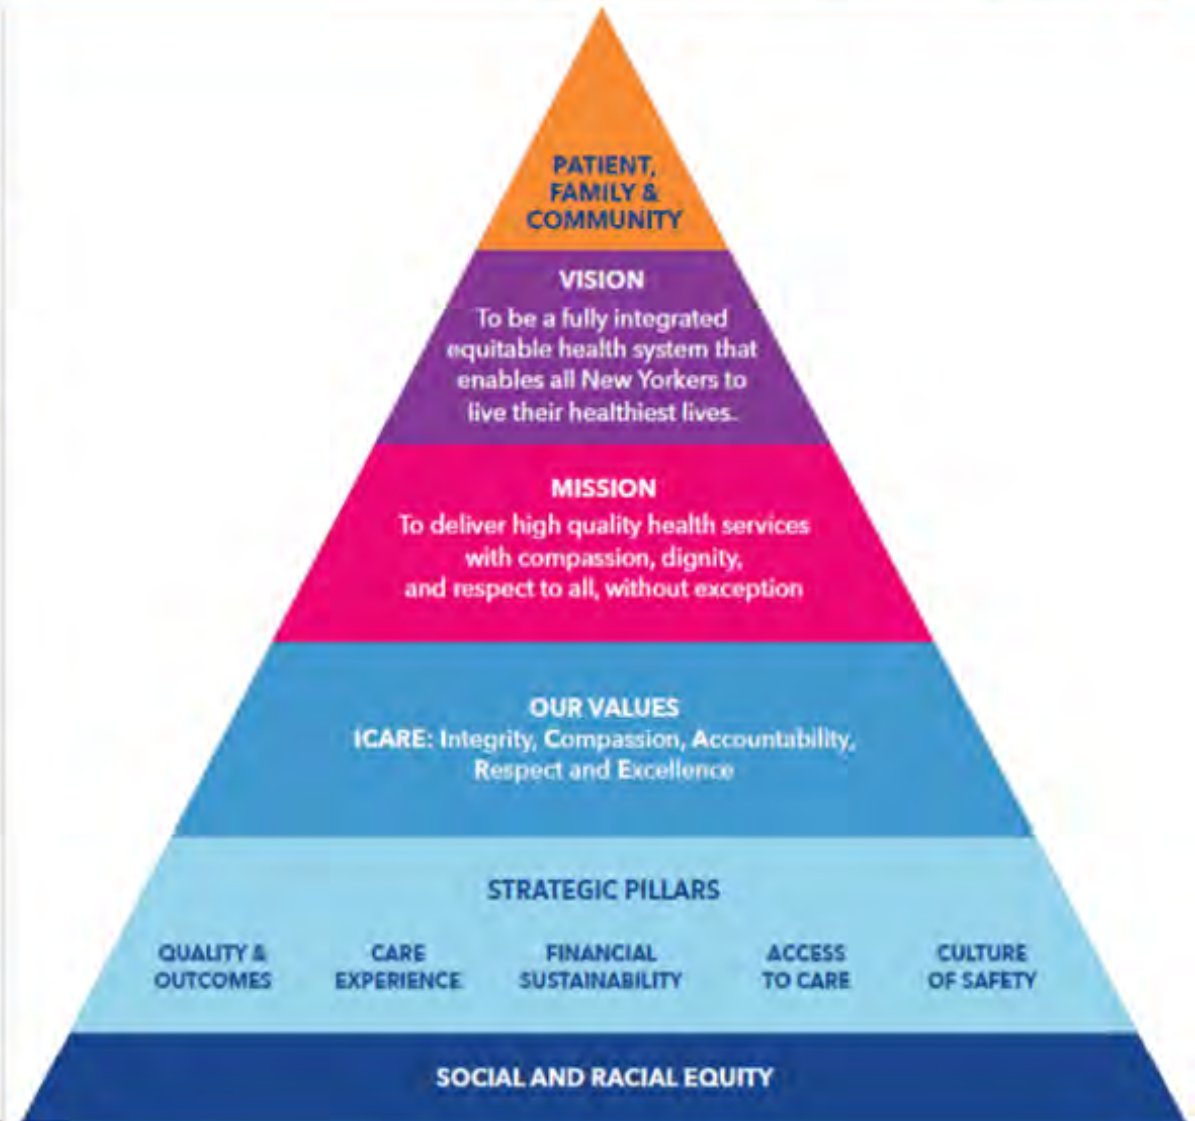 PATIENT,
FAMILY &
COMMUNITY
VISION
To be a fully integrated
equitable health system that
enables all New Yorkers to
live their healthiest lives.
MISSION
To deliver high quality health services
with compassion, dignity,
and respect to all, without exception
OUR VALUES
ICARE: Integrity, Compassion, Accountability,
Respect and Excellence
STRATEGIC PILLARS
QUALITY &
OUTCOMES
CARE
EXPERIENCE
FINANCIAL
SUSTAINABILITY
ACCESS
TO CARE
CULTURE
OF SAFETY
SOCIAL AND RACIAL EQUITY